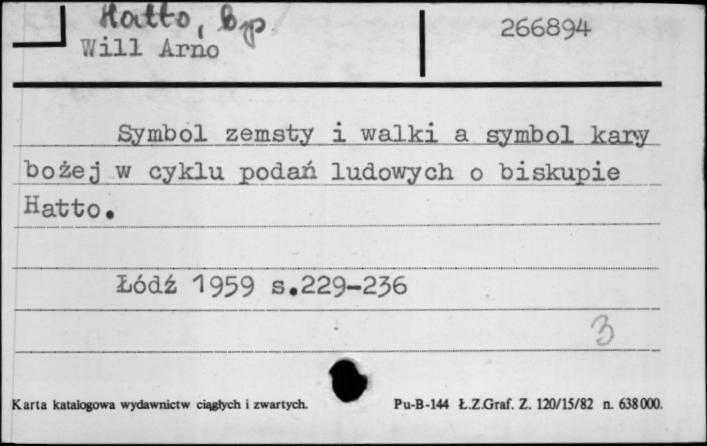 Hatto, bp
266894
Will Arno
Symbol zemsty i walki a symbol kary
bożej w cyklu podań ludowych o biskupie
Hatto.
Łódź 1959 s.229-236
3
Karta katalogowa wydawnictw ciągłych i zwartych.
Pu-B-144 Ł.Z.Graf. Z. 120/15/82 n. 638000.